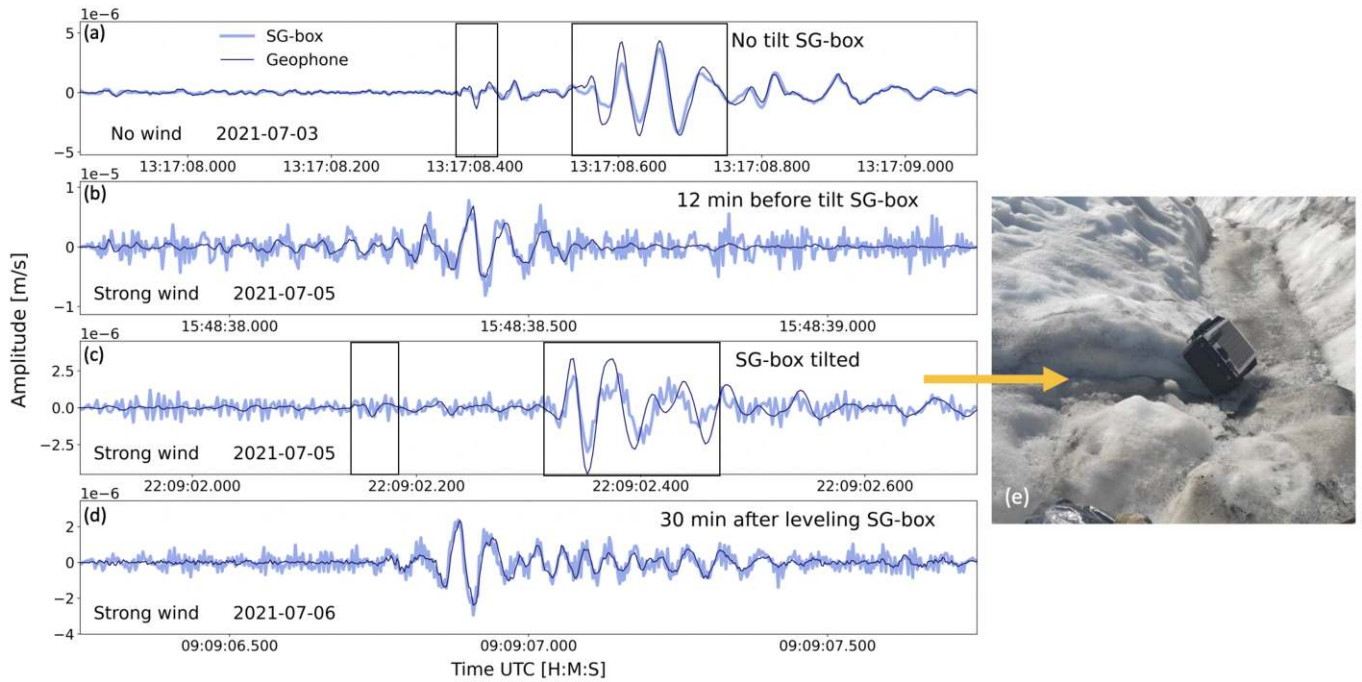 1e−6
(a)
SG-box
Geophone
No tilt SG-box
5
0
−5
No wind 2021-07-03
13:17:08.000 13:17:08.200 13:17:08.400 13:17:08.600 13:17:08.800 13:17:09.000
1e−5
(b)
12 min before tilt SG-box
1
0
−1
Strong wind 2021-07-05
15:48:38.000 15:48:38.500 15:48:39.000
1e−6
(c)
SG-box tilted
2.5
0.0
−2.5
Strong wind 2021-07-05
22:09:02.000 22:09:02.200 22:09:02.400 22:09:02.600
1e−6
(d)
30 min after leveling SG-box
2
0
−2
−4
Strong wind 2021-07-06
09:09:06.500 09:09:07.000 09:09:07.500
Time UTC [H:M:S]
Amplitude [m/s]
(e)